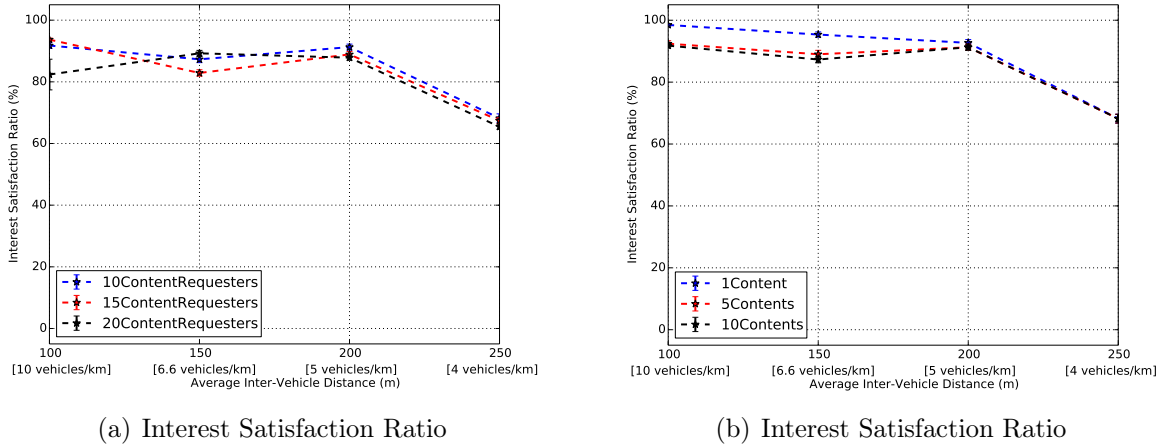 100
80
60
40
20
0
Interest Satisfaction Ratio (%)
10ContentRequesters
15ContentRequesters
20ContentRequesters
100
150
200
250
[10 vehicles/km]
[6.6 vehicles/km]
[5 vehicles/km]
[4 vehicles/km]
Average Inter-Vehicle Distance (m)
(a) Interest Satisfaction Ratio
100
80
60
40
20
0
Interest Satisfaction Ratio (%)
1Content
5Contents
10Contents
100
150
200
250
[10 vehicles/km]
[6.6 vehicles/km]
[5 vehicles/km]
[4 vehicles/km]
Average Inter-Vehicle Distance (m)
(b) Interest Satisfaction Ratio